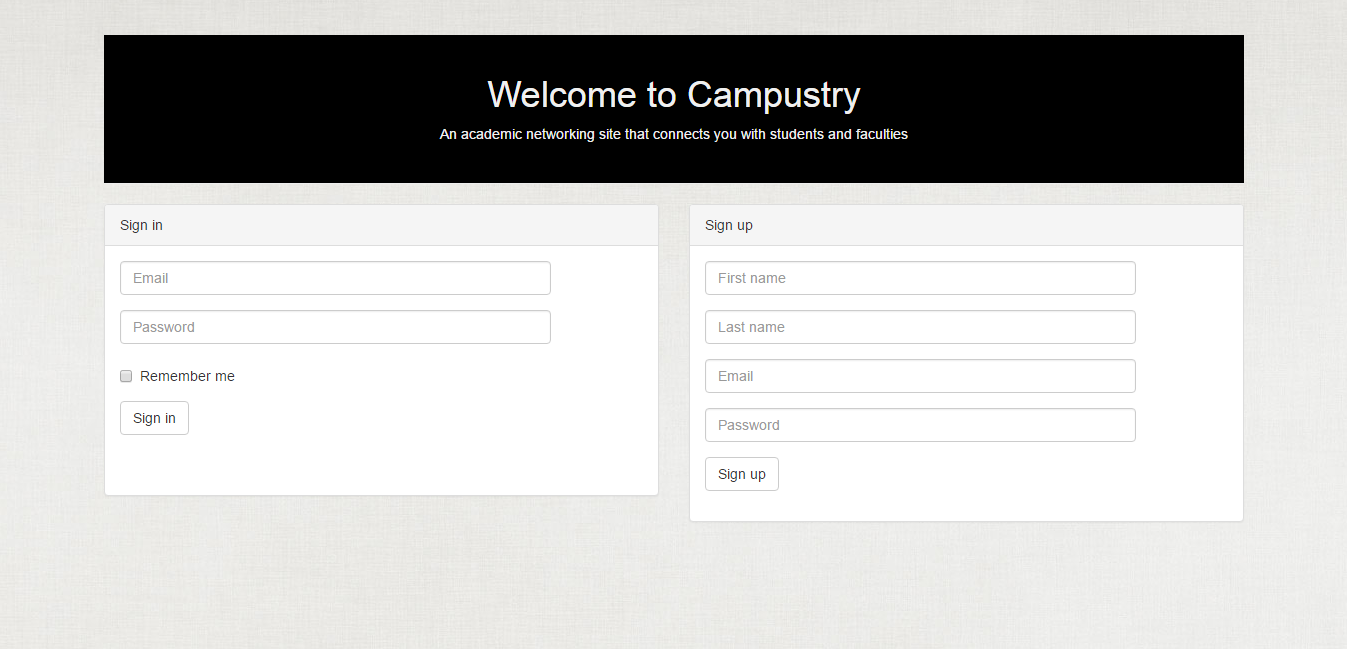 Welcome to Campustry
An academic networking site that connects you with students and faculties
Sign in
Email
Password
Remember me
Sign in
Sign up
First name
Last name
Email
Password
Sign up